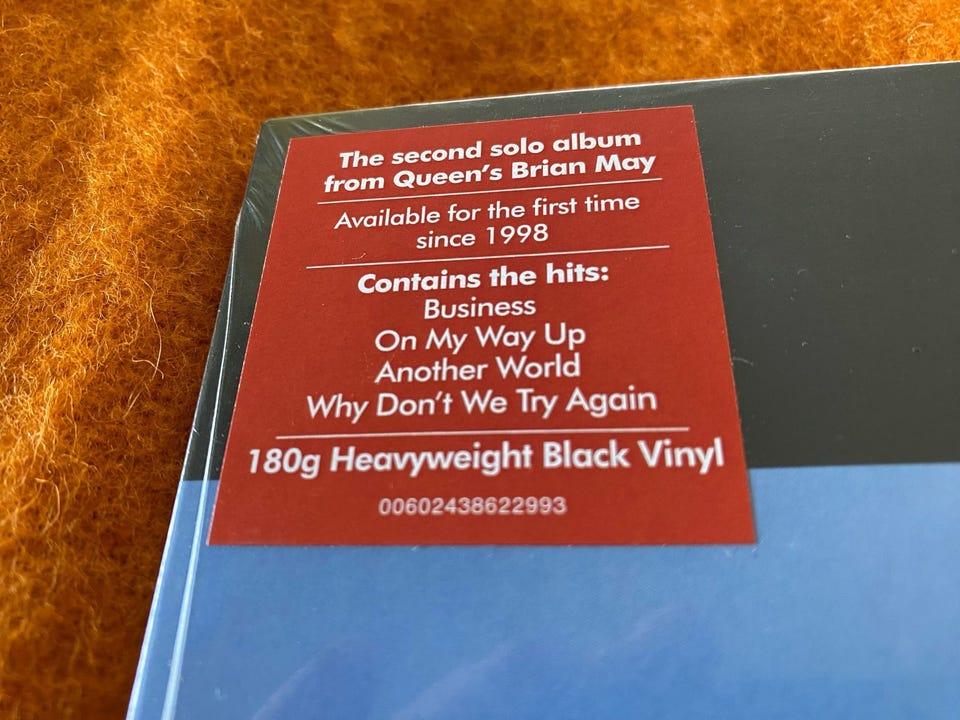 The second solo album
from Queen's Brian May
Available for the first time
since 1998
Contains the hits:
Business
On My Way Up
Another World
Why Don't We Try Again
180g Heavyweight Black Vinyl
00602438622993